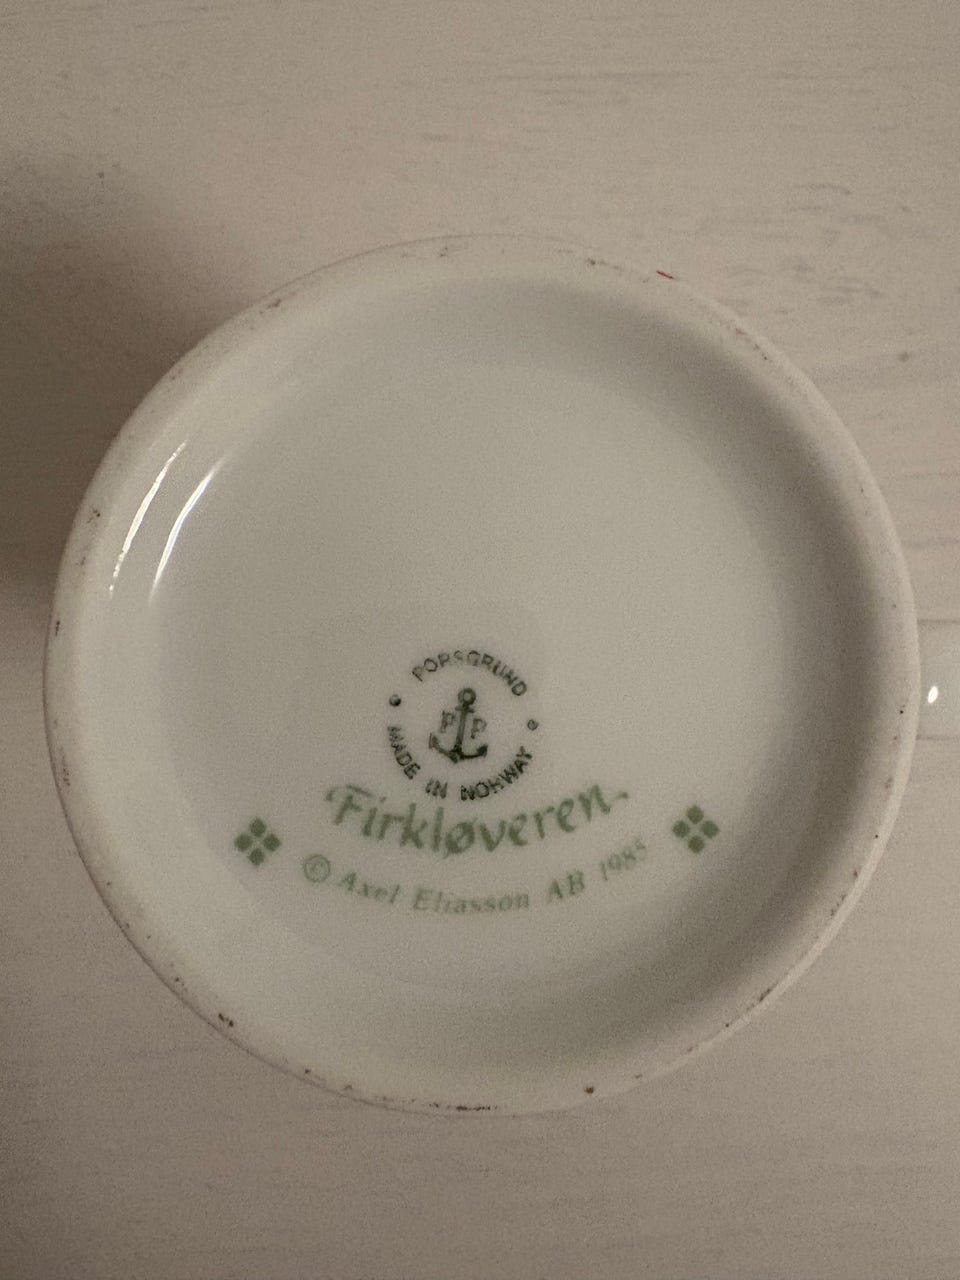 PORSGRUND
P P
MADE IN NORWAY
Firkløveren
© Axel Eliasson AB 1985